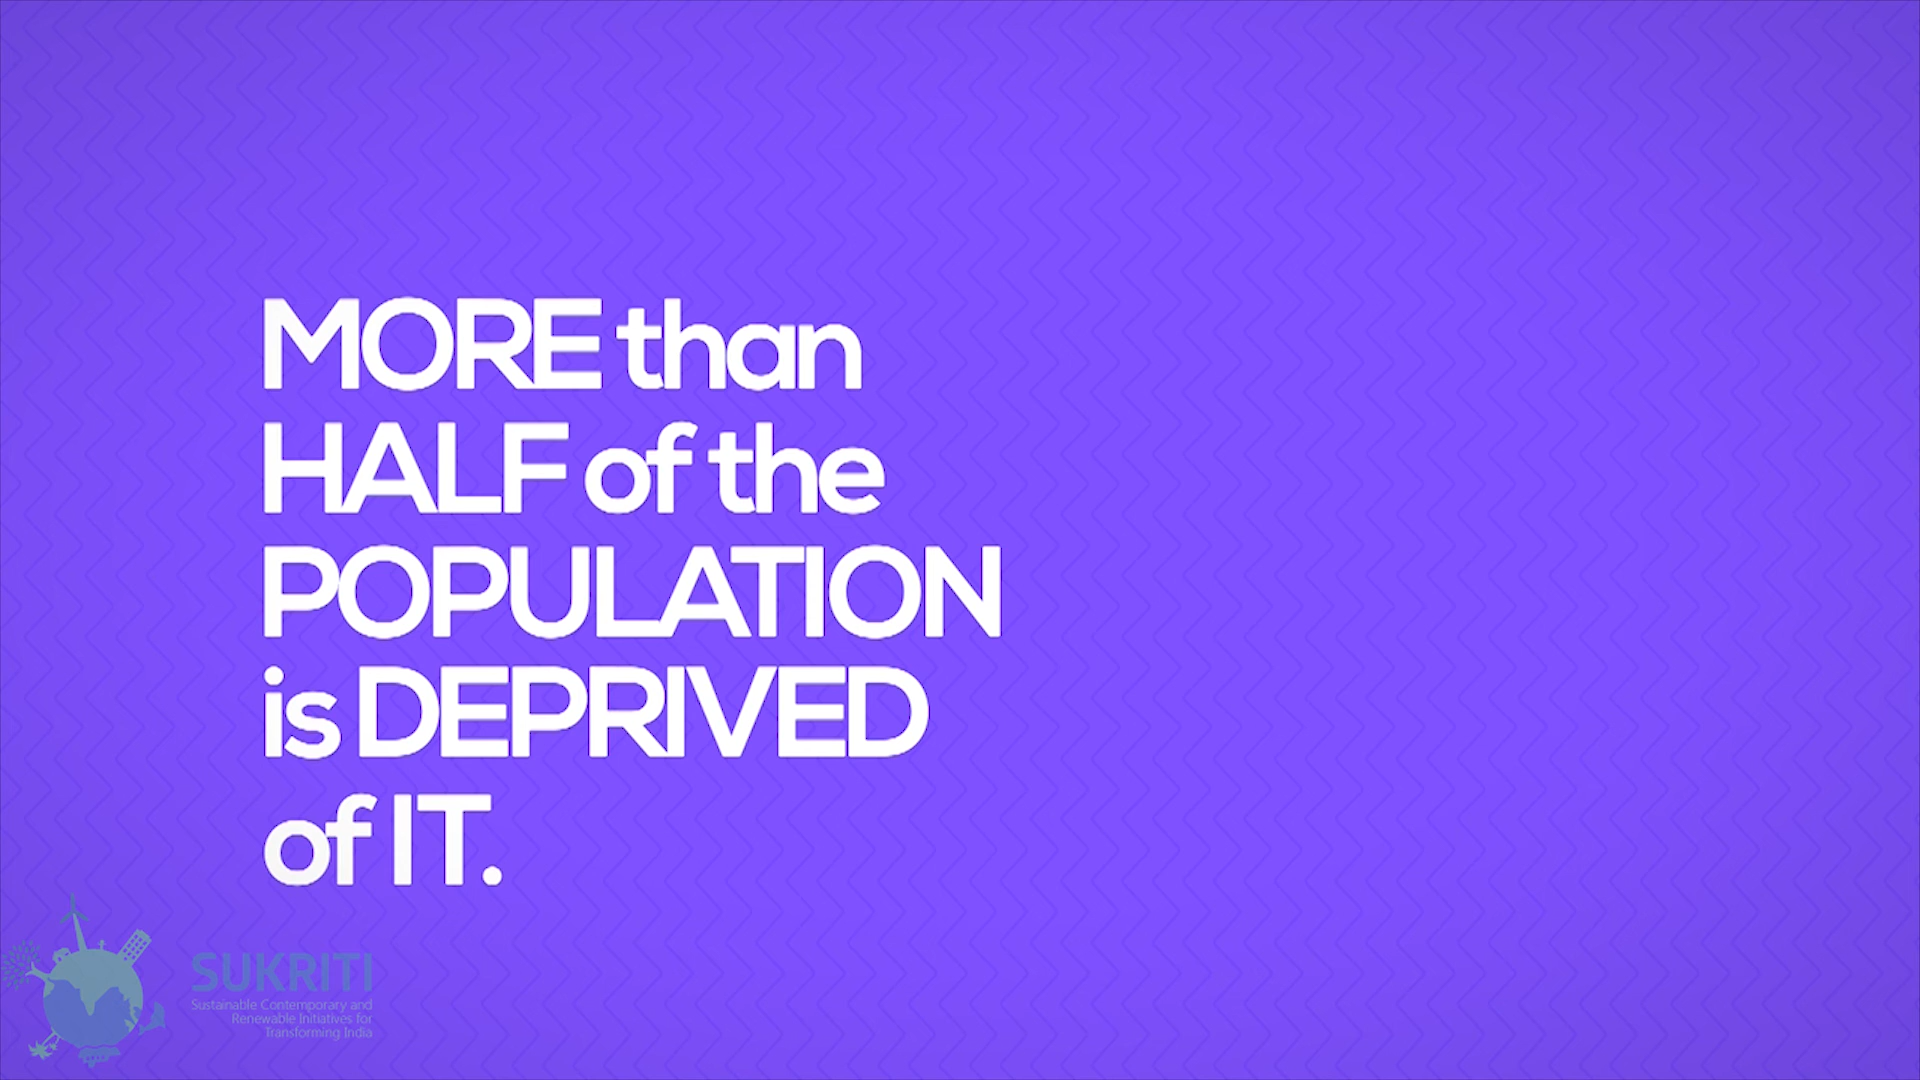 MORE than
HALF of the
POPULATION
is DEPRIVED
of IT.
SUKRITI
Sustainable Contemporary and
Renewable Initiatives for
Transforming India